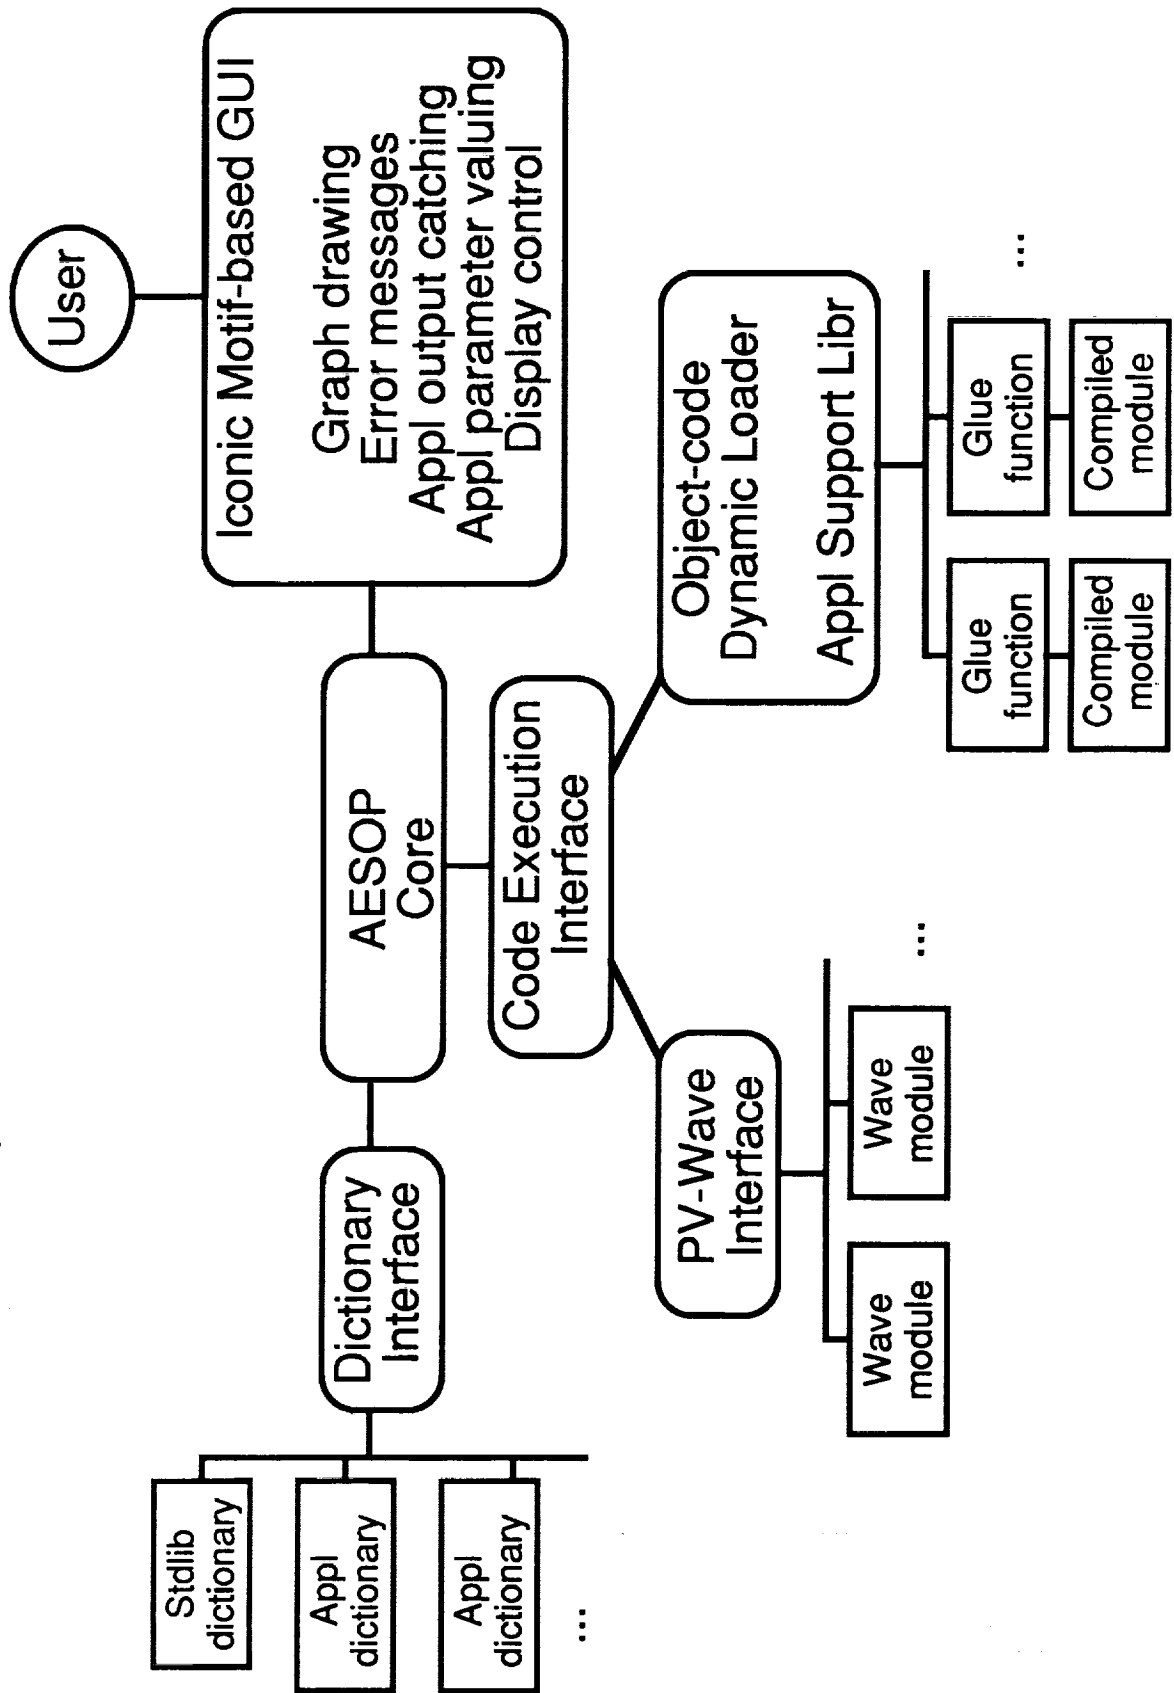 User
Iconic Motif-based GUI
Graph drawing
Error messages
Appl output catching
Appl parameter valuing
Display control
AESOP
Core
Dictionary
Interface
Stdlib
dictionary
Appl
dictionary
Appl
dictionary
...
Code Execution
Interface
PV-Wave
Interface
Wave
module
Wave
module
...
Object-code
Dynamic Loader
Appl Support Libr
Glue
function
Compiled
module
Glue
function
Compiled
module
...